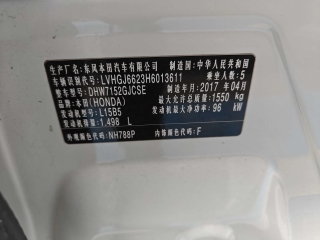 生产厂名:东风本田汽车有限公司 制造国:中华人民共和国
车辆识别代号:LVHGJ6623H6013611 乘坐人数:5
整车型号:DHW7152GJCSE 制造年月:2017年04月
品牌:本田(HONDA) 最大允许总质量:1550 kg
发动机型号:L15B5 发动机最大净功率:96 kW
发动机排量:1.498 L
外观颜色代码:NH788P 内饰颜色代码:F